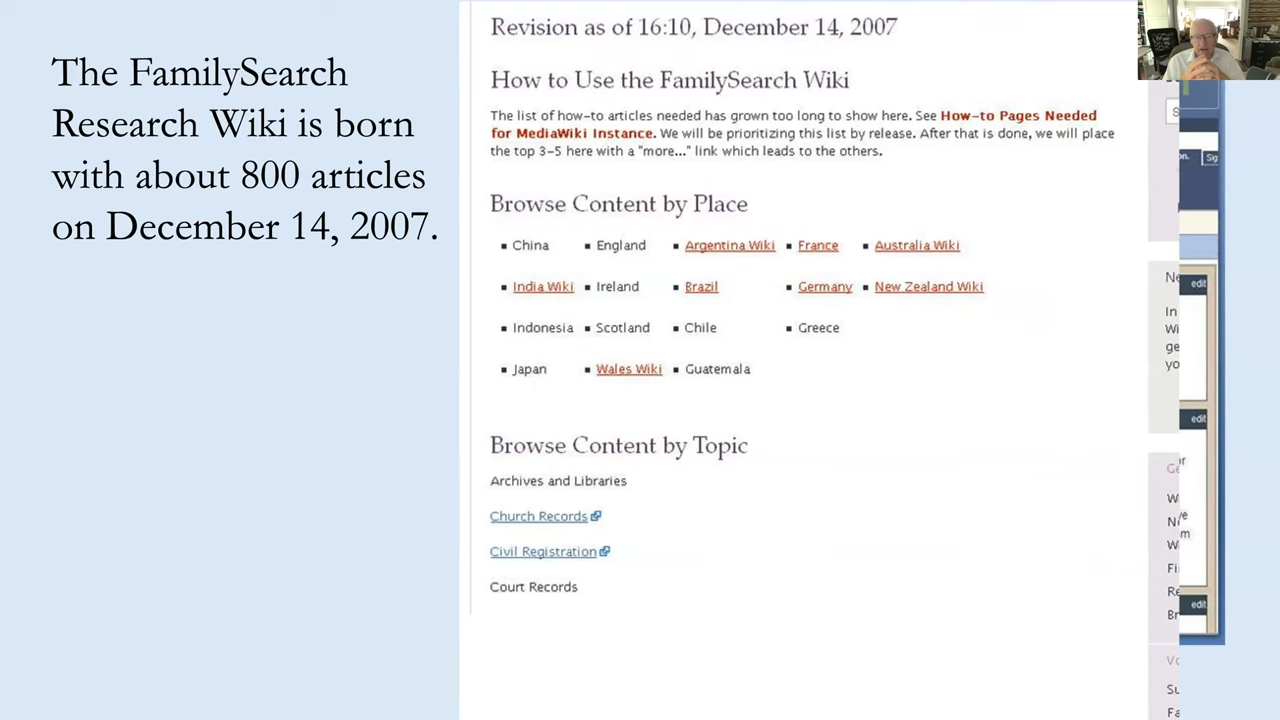 The FamilySearch
Research Wiki is born
with about 800 articles
on December 14, 2007.
Revision as of 16:10, December 14, 2007
How to Use the FamilySearch Wiki
The list of how-to articles needed has grown too long to show here. See How-to Pages Needed
for MediaWiki Instance. We will be prioritizing this list by release. After that is done, we will place
the top 3-5 here with a "more..." link which leads to the others.
Browse Content by Place
▪ China ▪ England ▪ Argentina Wiki ▪ France ▪ Australia Wiki
▪ India Wiki ▪ Ireland ▪ Brazil ▪ Germany ▪ New Zealand Wiki
▪ Indonesia ▪ Scotland ▪ Chile ▪ Greece
▪ Japan ▪ Wales Wiki ▪ Guatemala
Browse Content by Topic
Archives and Libraries
Church Records
Civil Registration
Court Records
edit
edit
edit